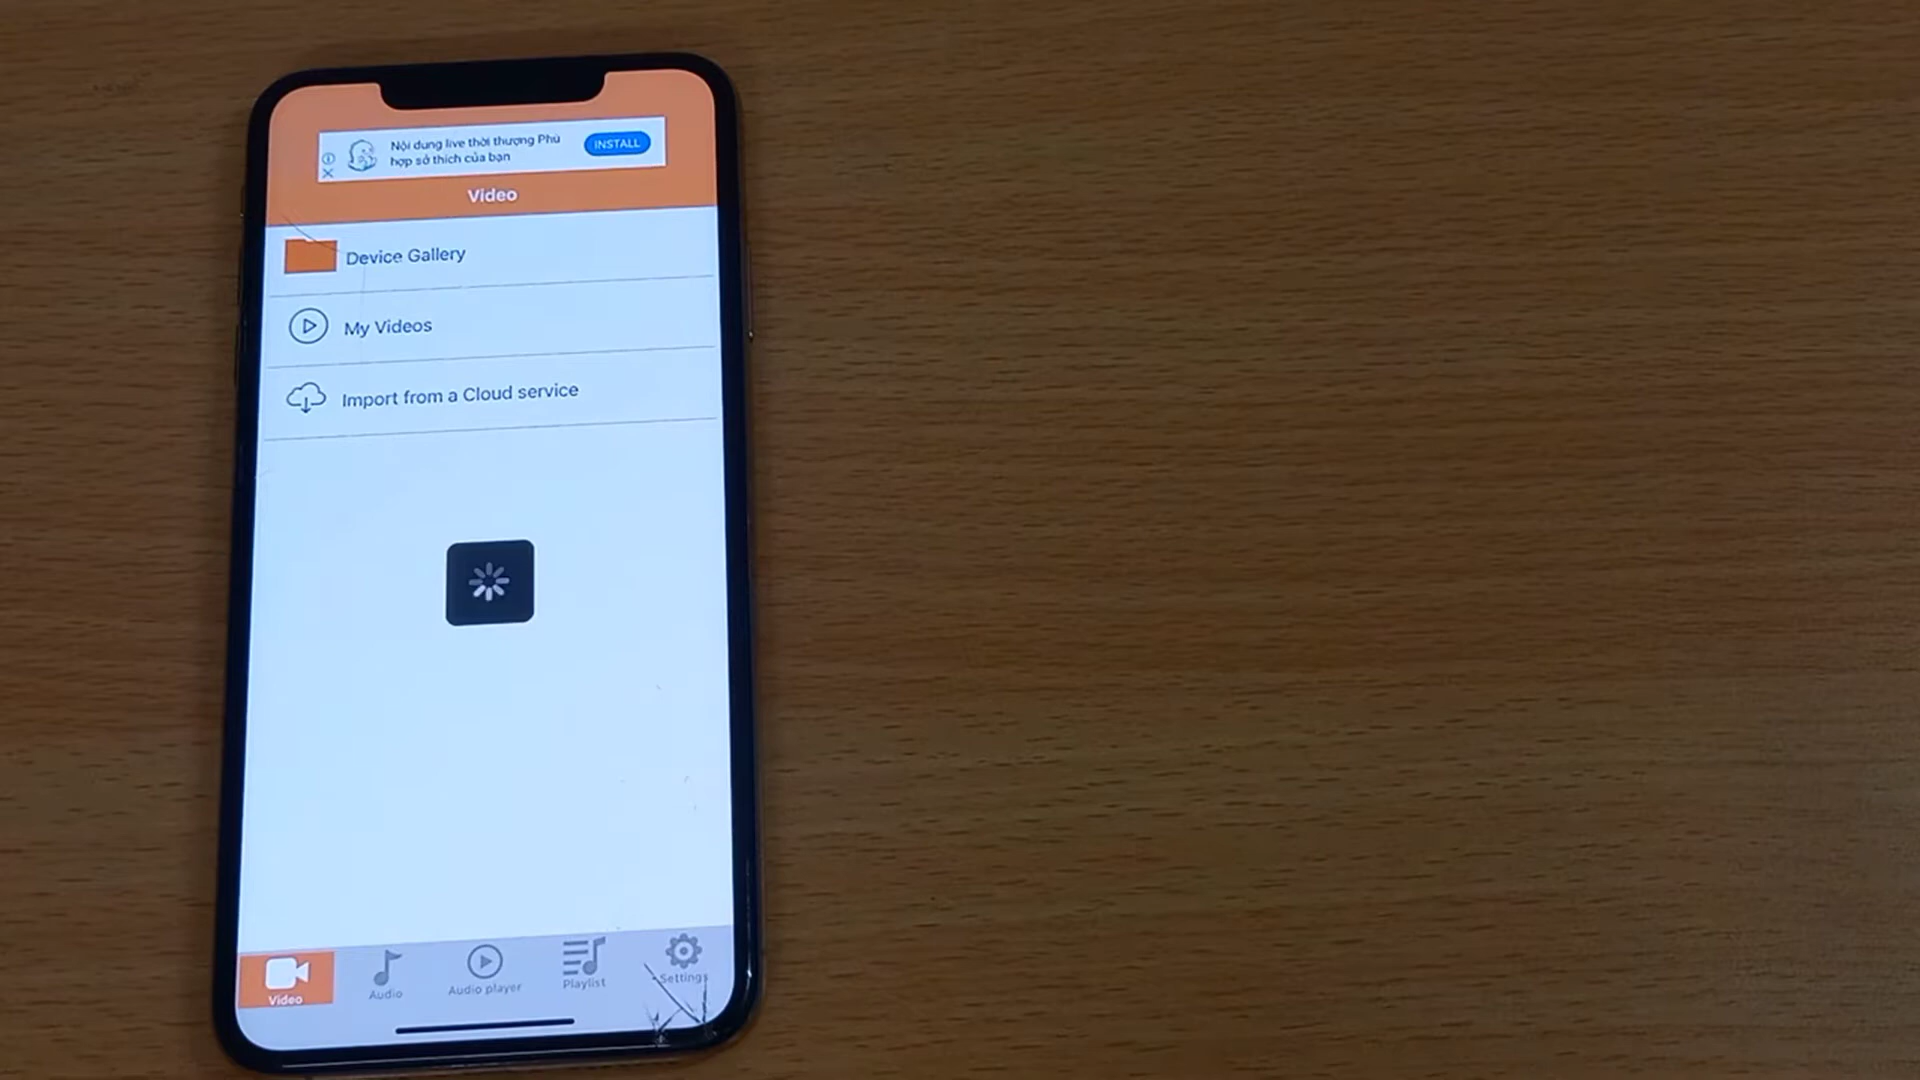 Nội dung live thời thượng Phù
hợp sở thích của bạn
INSTALL
Video
Device Gallery
My Videos
Import from a Cloud service
Video
Audio
Audio player
Playlist
Settings